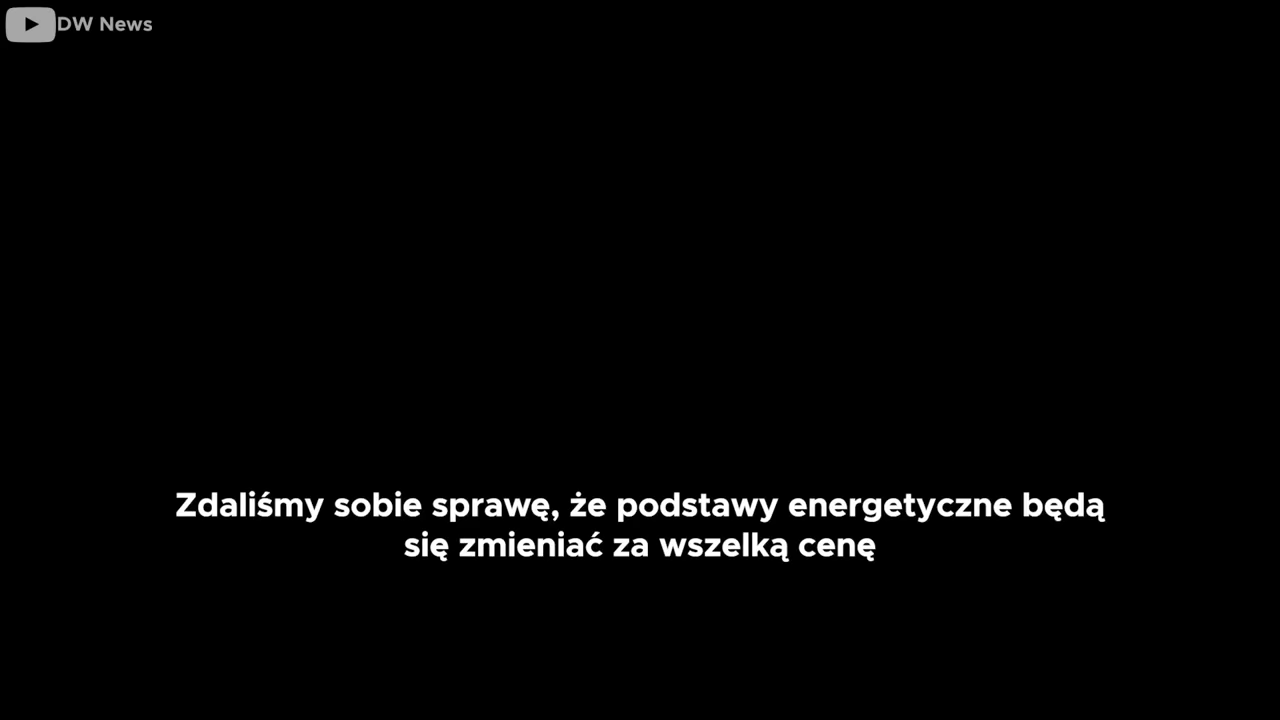 DW News
Zdaliśmy sobie sprawę, że podstawy energetyczne będą
się zmieniać za wszelką cenę